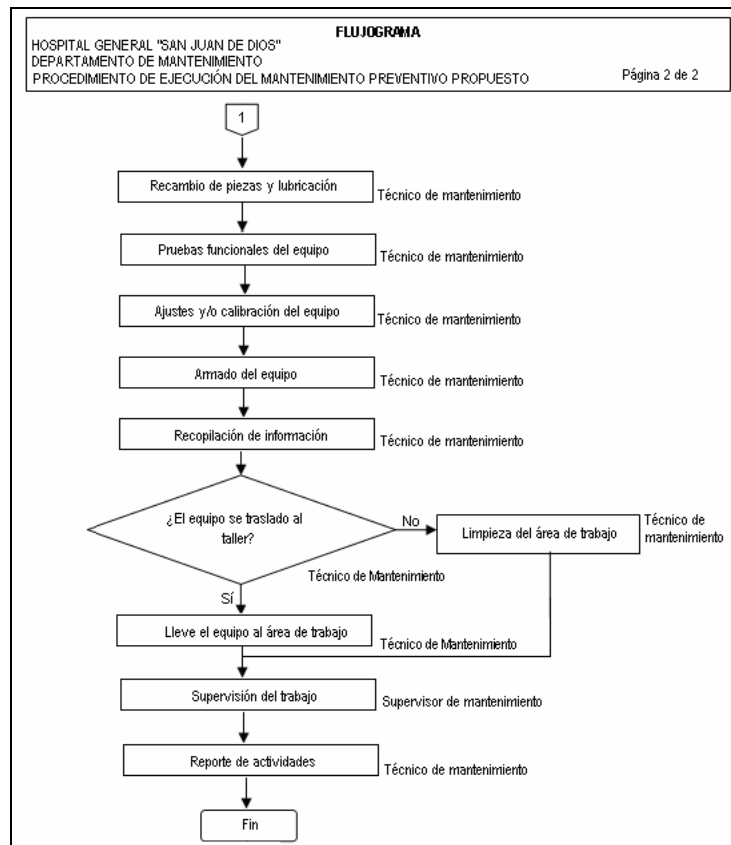 FLUJOGRAMA
HOSPITAL GENERAL "SAN JUAN DE DIOS"
DEPARTAMENTO DE MANTENIMIENTO
PROCEDIMIENTO DE EJECUCIÓN DEL MANTENIMIENTO PREVENTIVO PROPUESTO
Página 2 de 2
1
Recambio de piezas y lubricación
Técnico de mantenimiento
Pruebas funcionales del equipo
Técnico de mantenimiento
Ajustes y/o calibración del equipo
Técnico de mantenimiento
Armado del equipo
Técnico de mantenimiento
Recopilación de información
Técnico de mantenimiento
¿El equipo se traslado al
taller?
Técnico de Mantenimiento
No
Limpieza del área de trabajo
Técnico de
mantenimiento
Sí
Lleve el equipo al área de trabajo
Técnico de Mantenimiento
Supervisión del trabajo
Supervisor de mantenimiento
Reporte de actividades
Técnico de mantenimiento
Fin